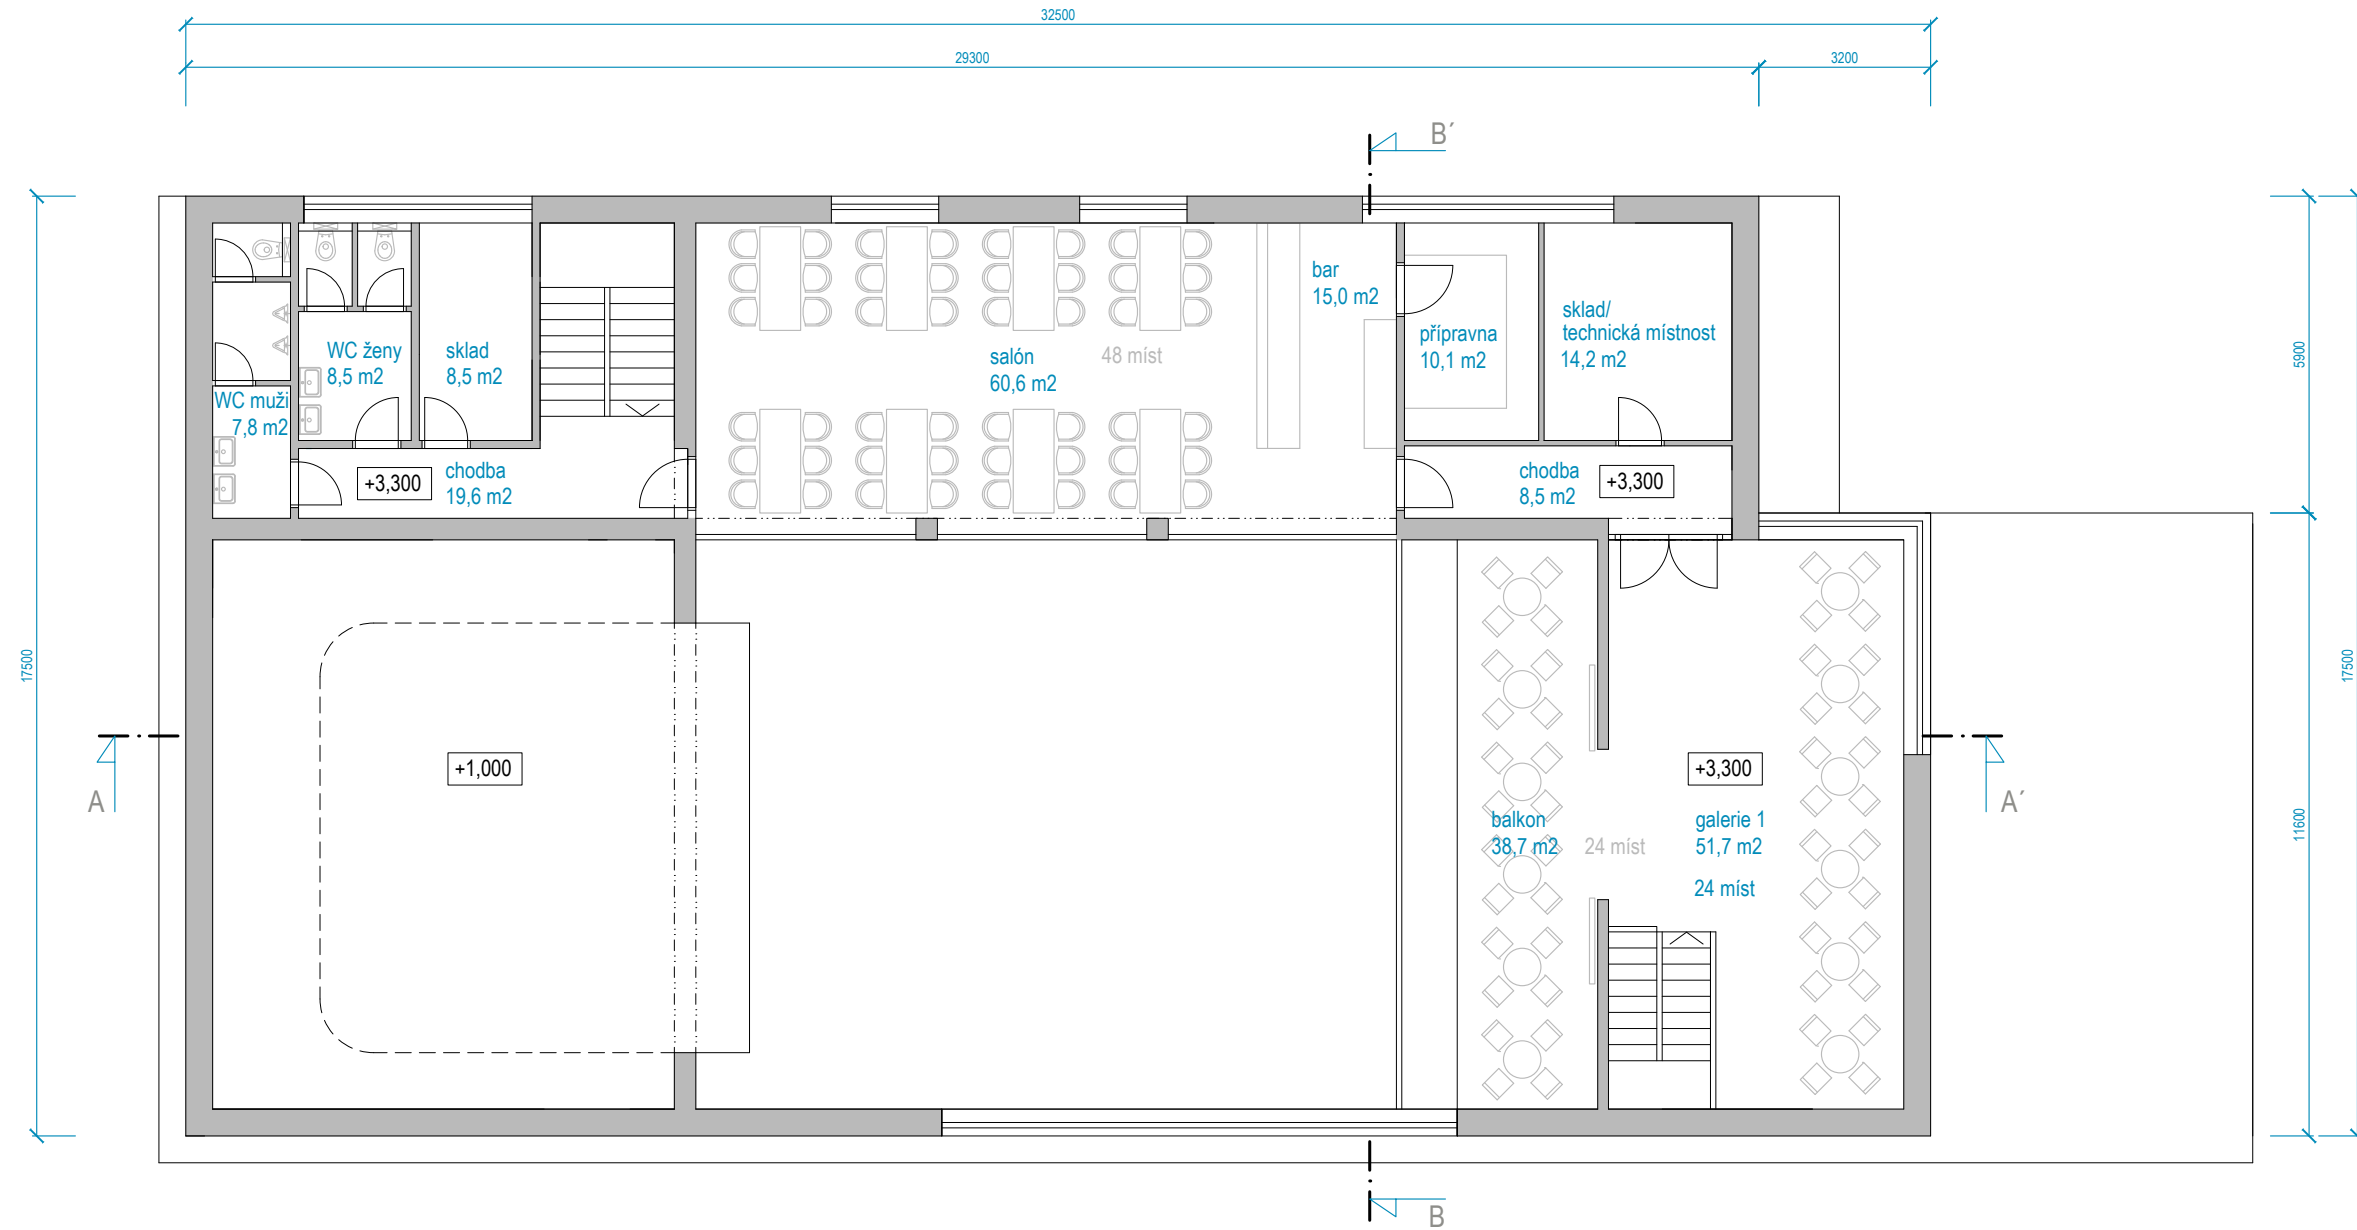 32500
29300
3200
B´
bar
15,0 m2
sklad/
technická místnost
14,2 m2
přípravna
10,1 m2
WC ženy
8,5 m2
sklad
8,5 m2
salón
60,6 m2
48 míst
5900
WC muži
7,8 m2
+3,300
chodba
19,6 m2
chodba
8,5 m2
+3,300
17500
17500
+1,000
+3,300
A
A´
balkon
38,7 m2
24 míst
galerie 1
51,7 m2
24 míst
11600
B